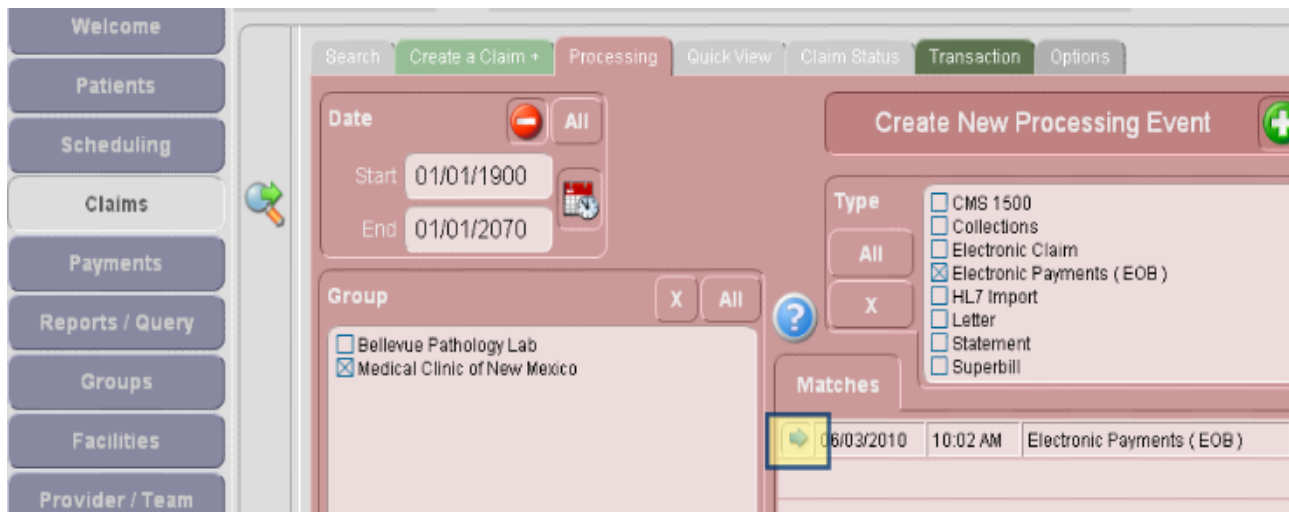 Welcome
Patients
Scheduling
Claims
Payments
Reports / Query
Groups
Facilities
Provider / Team
Search Create a Claim + Processing Quick View Claim Status Transaction Options
Date All
Start 01/01/1900
End 01/01/2070
Group X All
Bellevue Pathology Lab
Medical Clinic of New Mexico
Create New Processing Event
Type
All
X
CMS 1500
Collections
Electronic Claim
Electronic Payments ( EOB )
HL7 Import
Letter
Statement
Superbill
Matches
06/03/2010 10:02 AM Electronic Payments ( EOB )